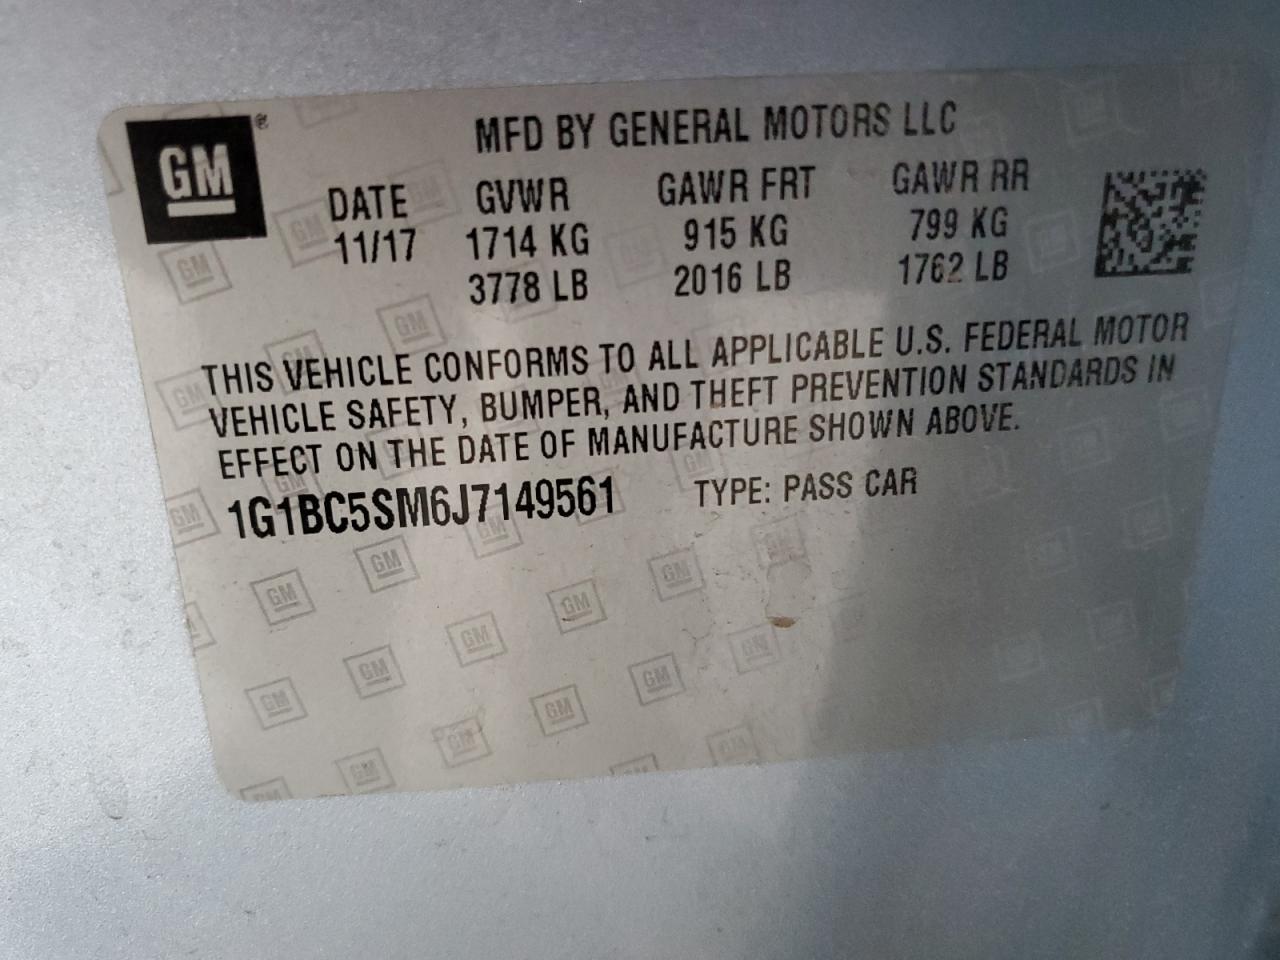 GM®
MFD BY GENERAL MOTORS LLC
DATE GVWR GAWR FRT GAWR RR
11/17 1714 KG 915 KG 799 KG
3778 LB 2016 LB 1762 LB
THIS VEHICLE CONFORMS TO ALL APPLICABLE U.S. FEDERAL MOTOR
VEHICLE SAFETY, BUMPER, AND THEFT PREVENTION STANDARDS IN
EFFECT ON THE DATE OF MANUFACTURE SHOWN ABOVE.
1G1BC5SM6J7149561 TYPE: PASS CAR